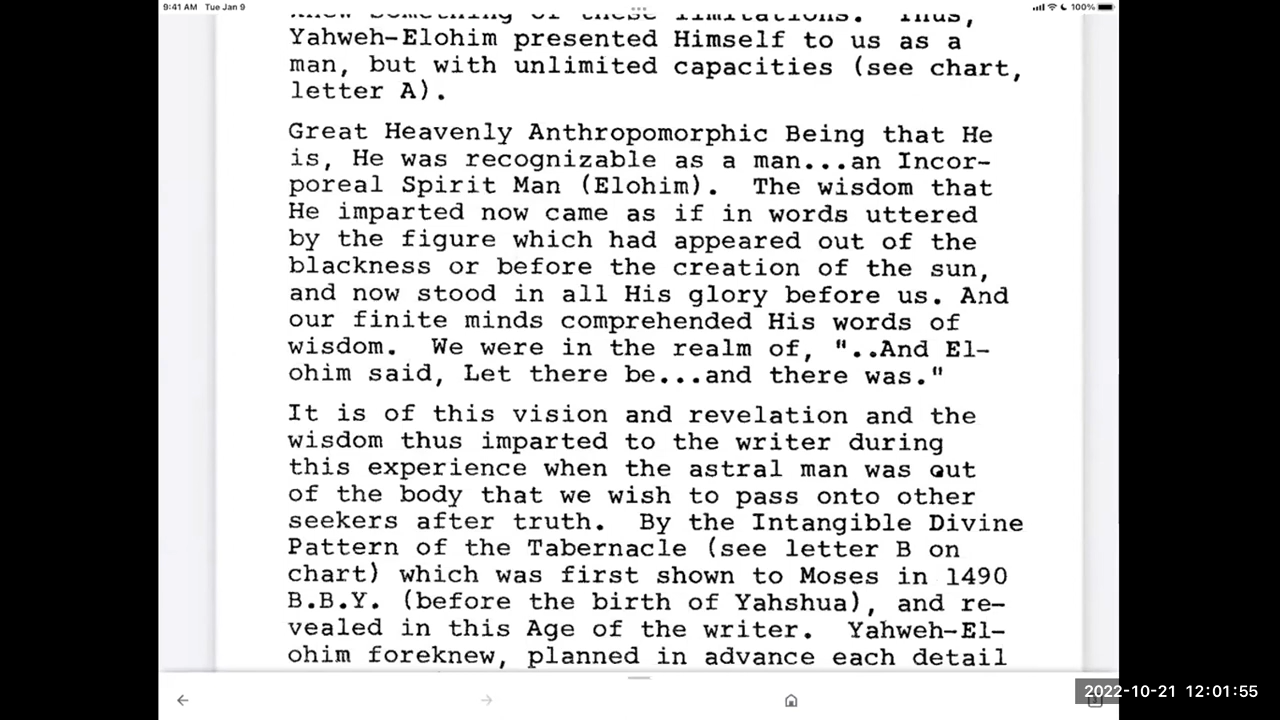 9:41 AM Tue Jan 9
100%
Yahweh-Elohim presented Himself to us as a
man, but with unlimited capacities (see chart,
letter A).
Great Heavenly Anthropomorphic Being that He
is, He was recognizable as a man...an Incor-
poreal Spirit Man (Elohim). The wisdom that
He imparted now came as if in words uttered
by the figure which had appeared out of the
blackness or before the creation of the sun,
and now stood in all His glory before us. And
our finite minds comprehended His words of
wisdom. We were in the realm of, "..And El-
ohim said, Let there be...and there was."
It is of this vision and revelation and the
wisdom thus imparted to the writer during
this experience when the astral man was out
of the body that we wish to pass onto other
seekers after truth. By the Intangible Divine
Pattern of the Tabernacle (see letter B on
chart) which was first shown to Moses in 1490
B.B.Y. (before the birth of Yahshua), and re-
vealed in this Age of the writer. Yahweh-El-
ohim foreknew, planned in advance each detail
2022-10-21 12:01:55